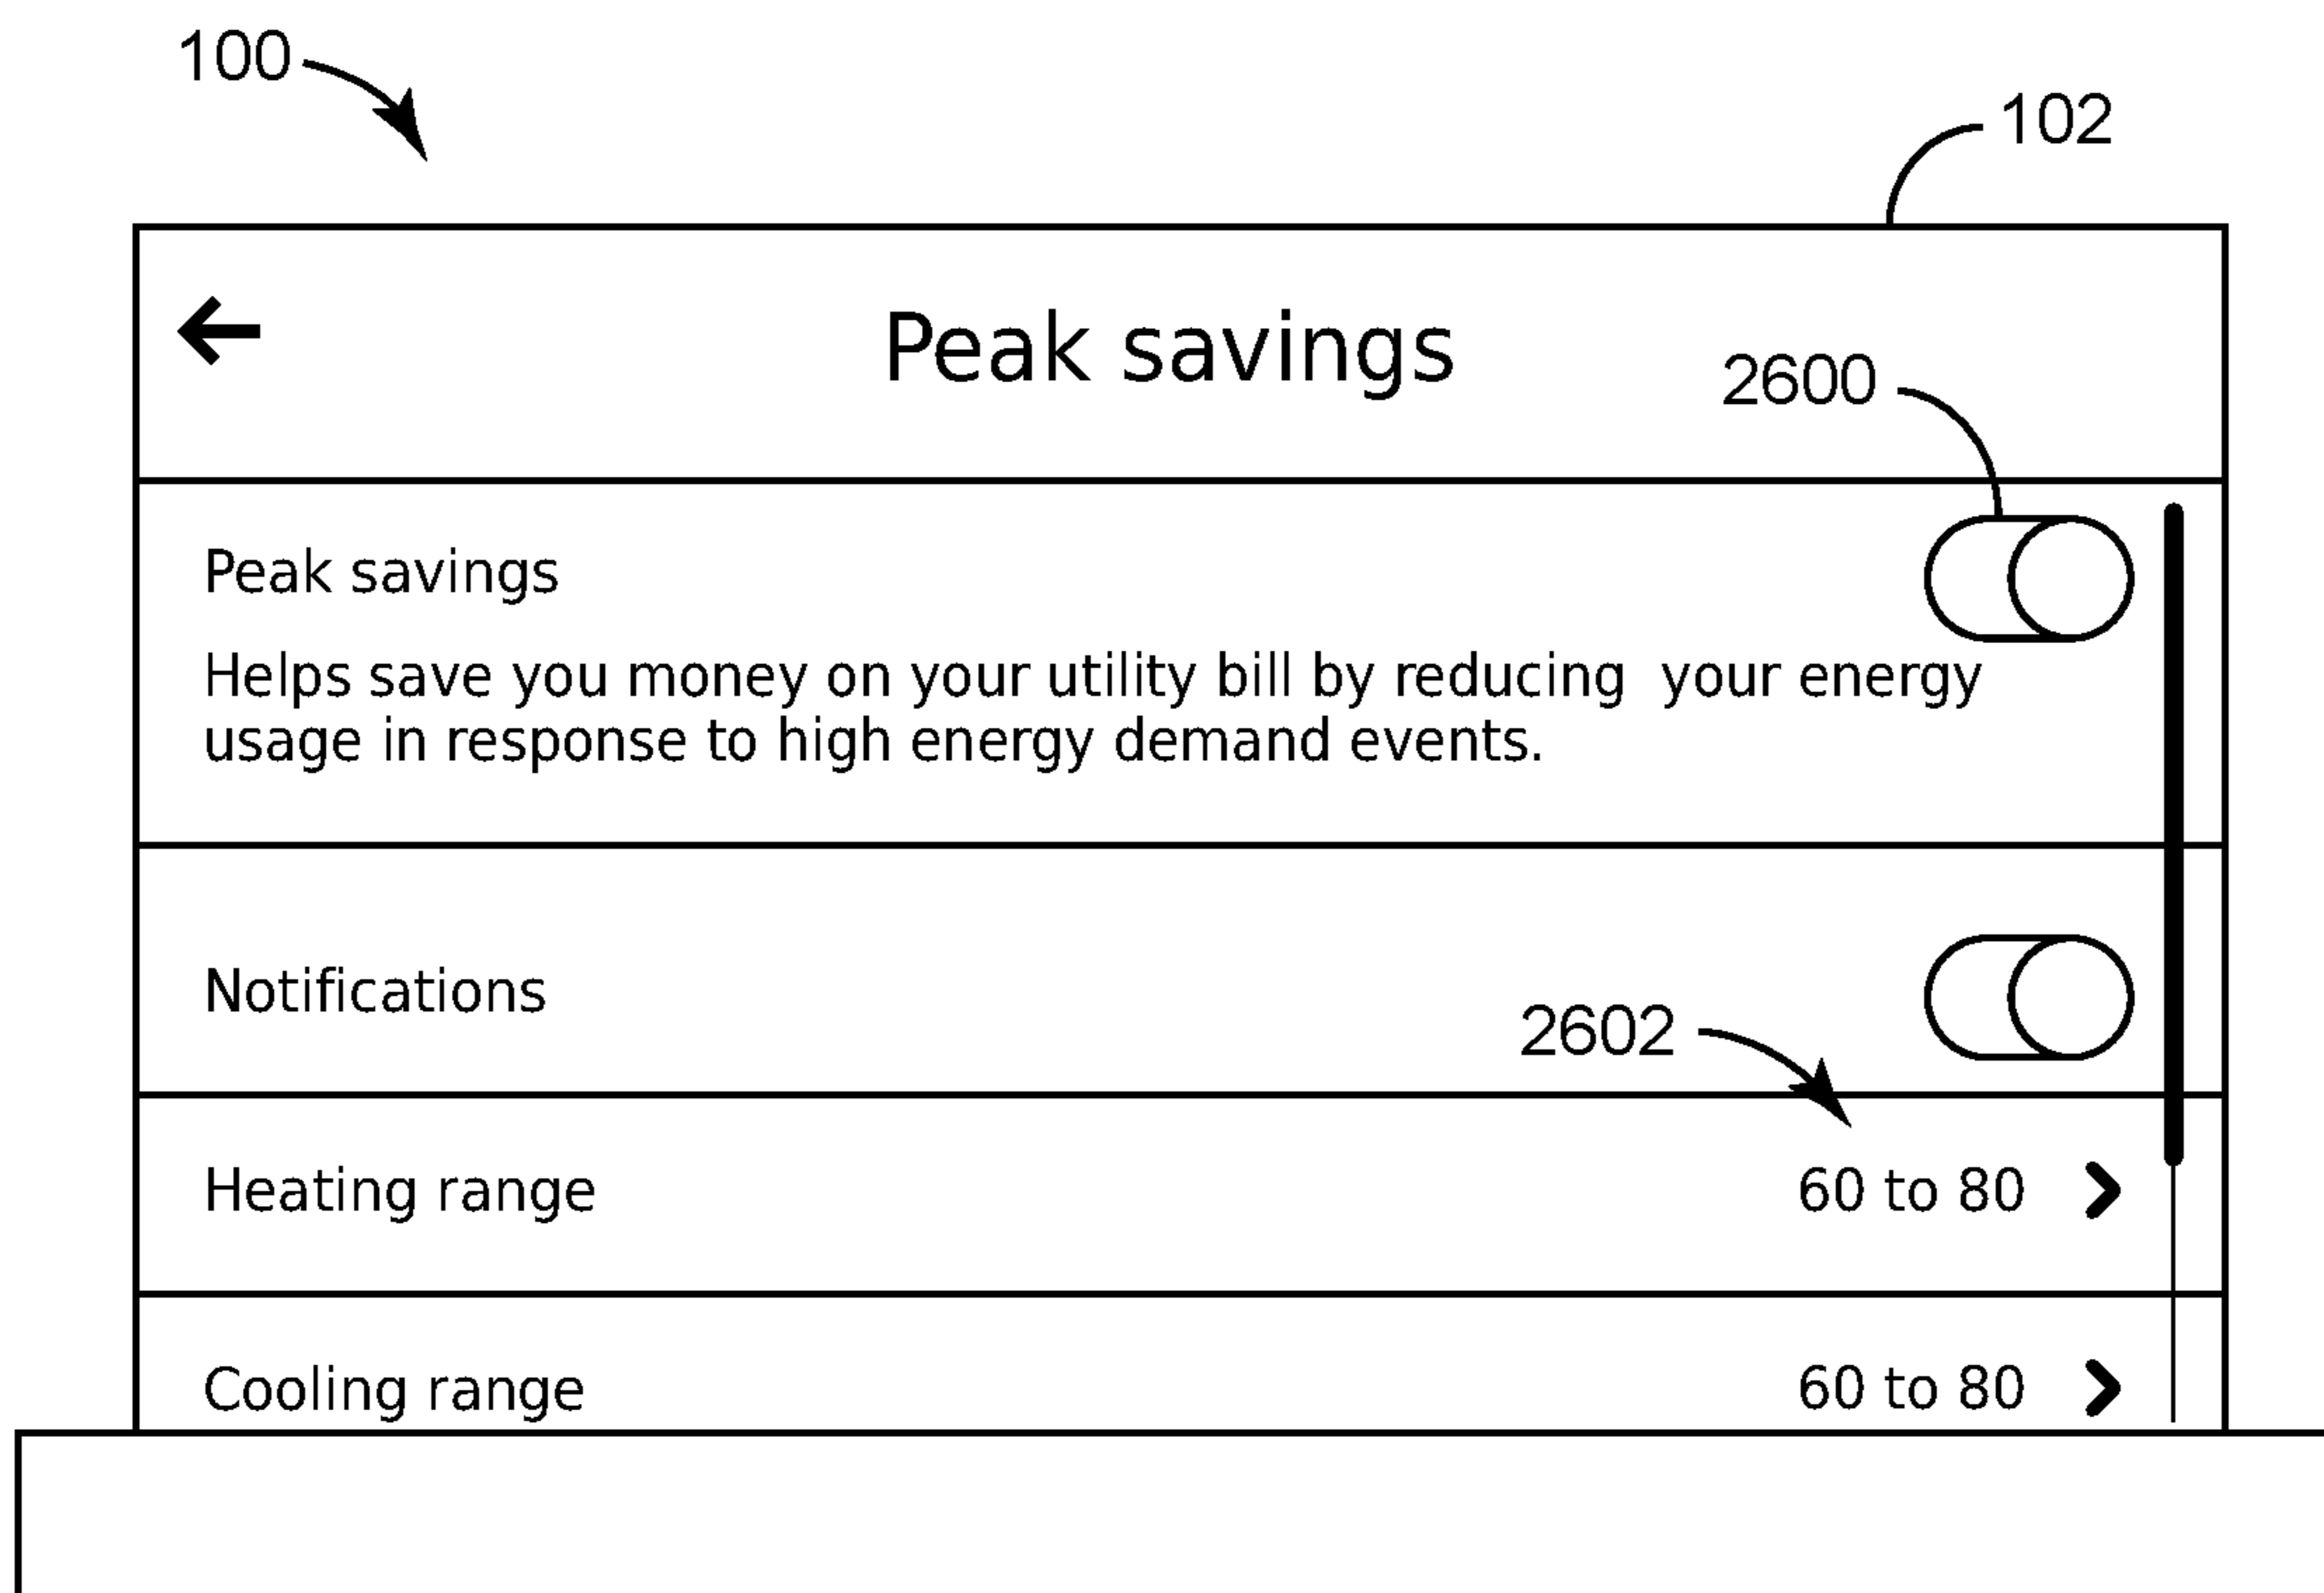 100
102
Peak savings
2600
Peak savings
Helps save you money on your utility bill by reducing your energy
usage in response to high energy demand events.
Notifications
2602
Heating range 60 to 80
Cooling range 60 to 80